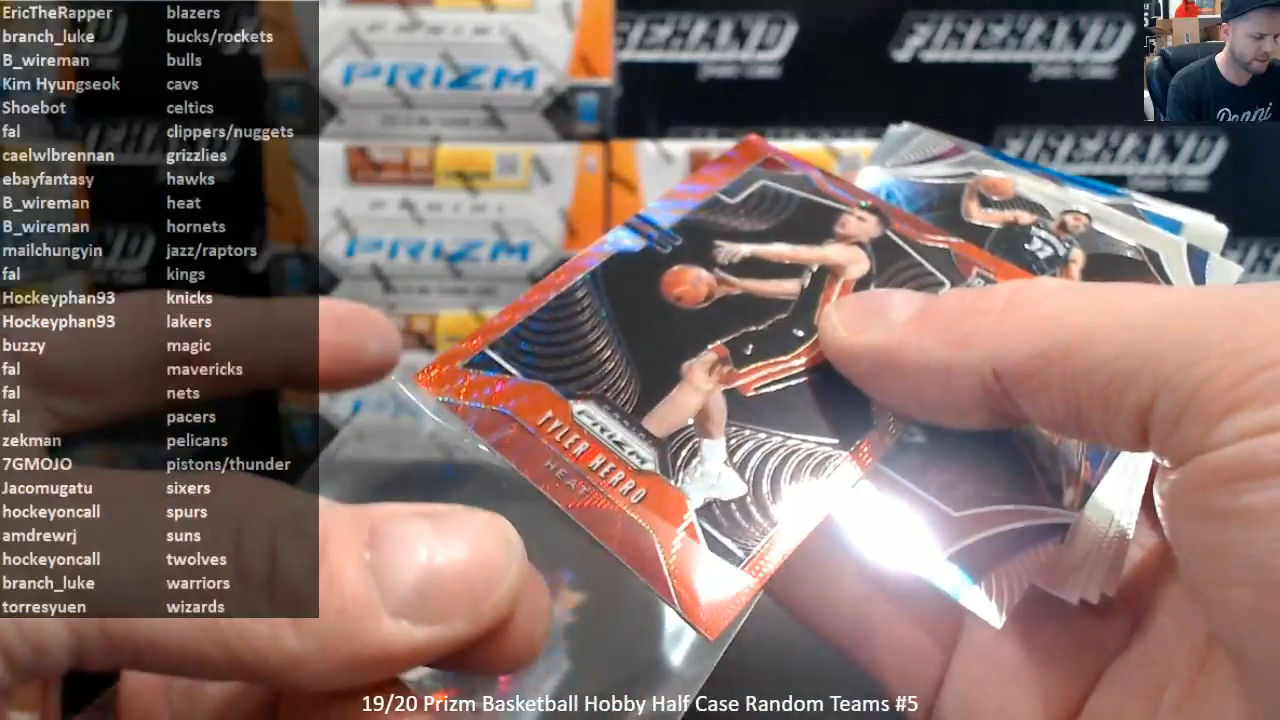 EricTheRapper blazers
branch_luke bucks/rockets
B_wireman bulls
Kim Hyungseok cavs
Shoebot celtics
fal clippers/nuggets
caelwlbrennan grizzlies
ebayfantasy hawks
B_wireman heat
B_wireman hornets
mailchungyin jazz/raptors
fal kings
Hockeyphan93 knicks
Hockeyphan93 lakers
buzzy magic
fal mavericks
fal nets
fal pacers
zekman pelicans
7GMOJO pistons/thunder
Jacomugatu sixers
hockeyoncall spurs
amdrewrj suns
hockeyoncall twolves
branch_luke warriors
torresyuen wizards
PRIZM
FIREHAND
FIREHAND
PANINI
PRIZM
FIREHAND
PRIZM
TYLER HERRO
HEAT
19/20 Prizm Basketball Hobby Half Case Random Teams #5